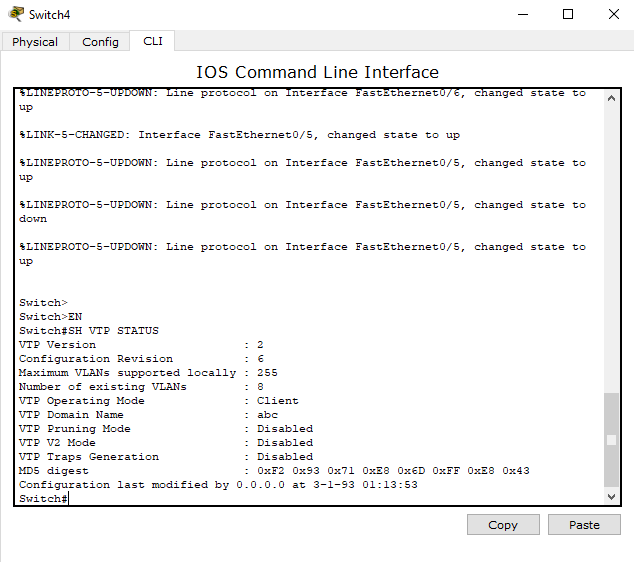 Switch4
Physical Config CLI
IOS Command Line Interface
%LINEPROTO-5-UPDOWN: Line protocol on Interface FastEthernet0/6, changed state to
up
%LINK-5-CHANGED: Interface FastEthernet0/5, changed state to up
%LINEPROTO-5-UPDOWN: Line protocol on Interface FastEthernet0/5, changed state to
up
%LINEPROTO-5-UPDOWN: Line protocol on Interface FastEthernet0/5, changed state to
down
%LINEPROTO-5-UPDOWN: Line protocol on Interface FastEthernet0/5, changed state to
up
Switch>
Switch>EN
Switch#SH VTP STATUS
VTP Version : 2
Configuration Revision : 6
Maximum VLANs supported locally : 255
Number of existing VLANs : 8
VTP Operating Mode : Client
VTP Domain Name : abc
VTP Pruning Mode : Disabled
VTP V2 Mode : Disabled
VTP Traps Generation : Disabled
MD5 digest : 0xF2 0x93 0x71 0xE8 0x6D 0xFF 0xE8 0x43
Configuration last modified by 0.0.0.0 at 3-1-93 01:13:53
Switch#
Copy Paste